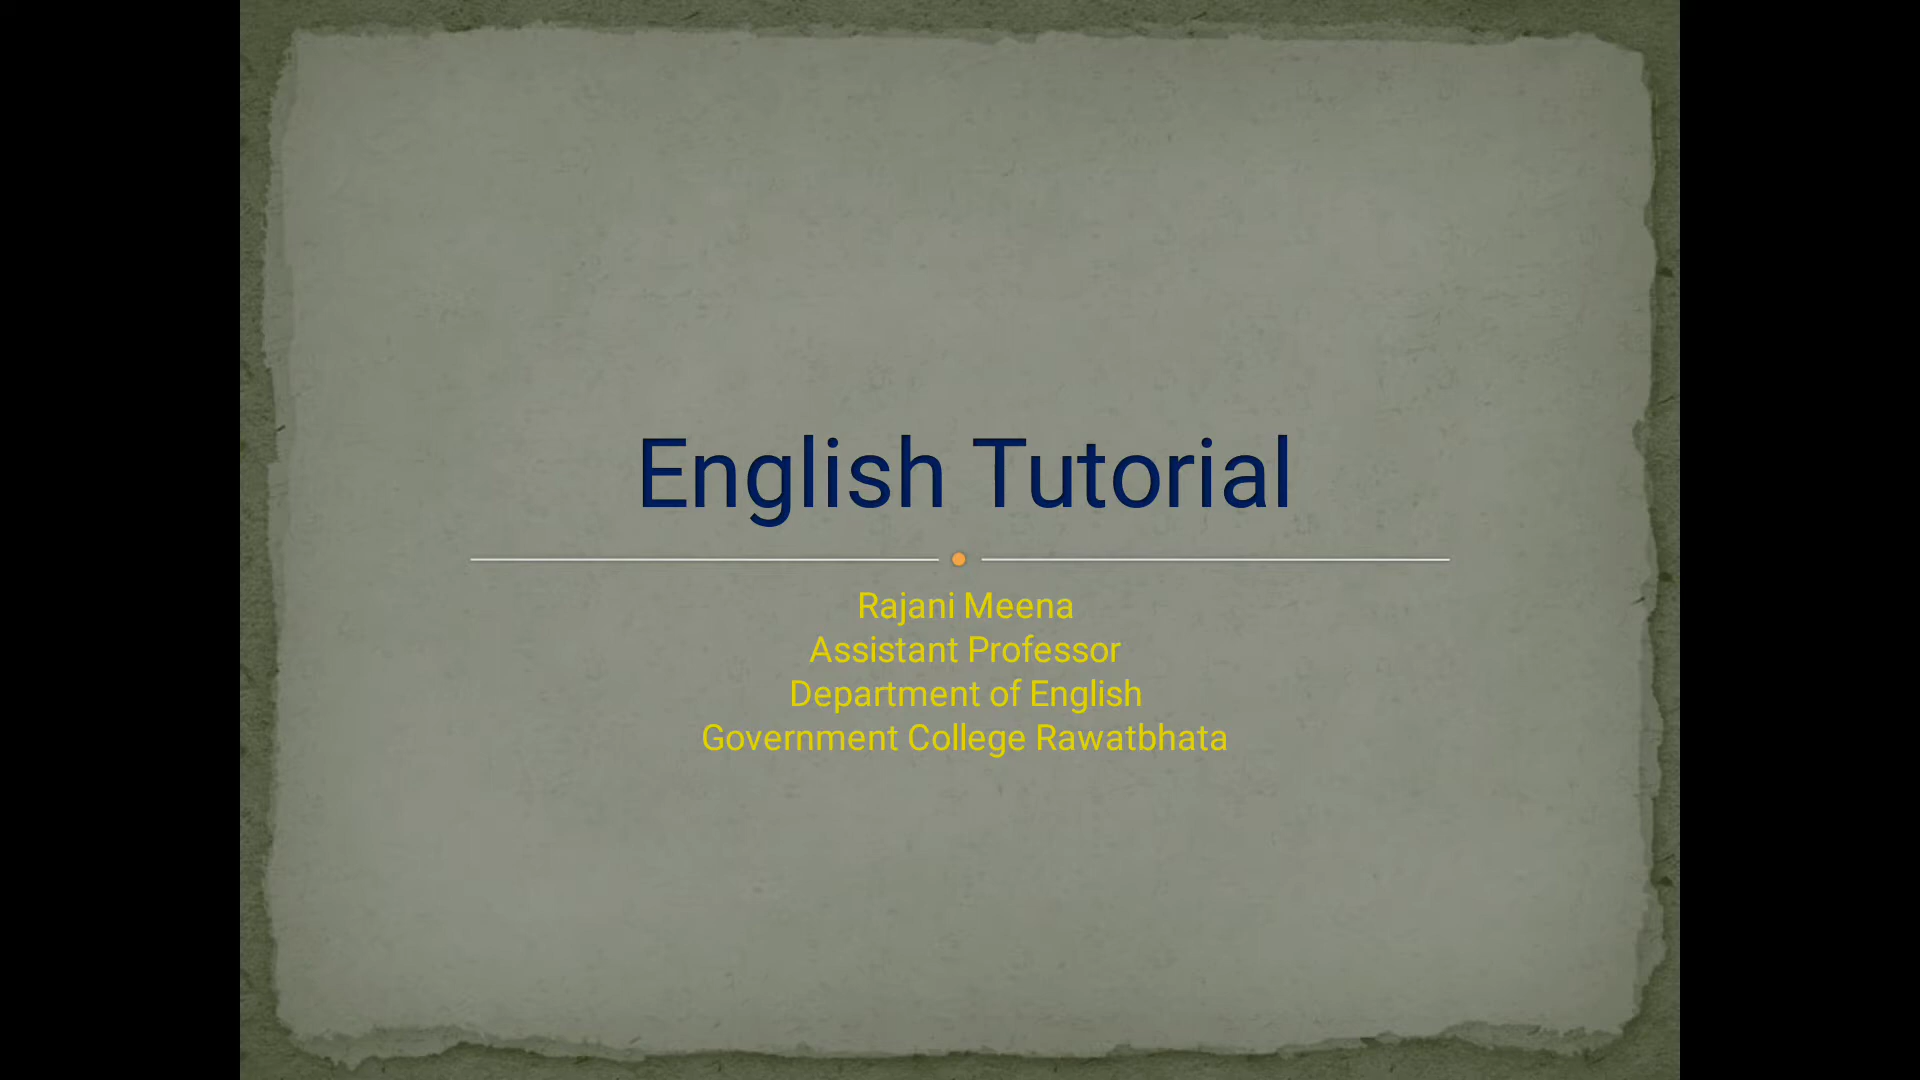 English Tutorial
Rajani Meena
Assistant Professor
Department of English
Government College Rawatbhata